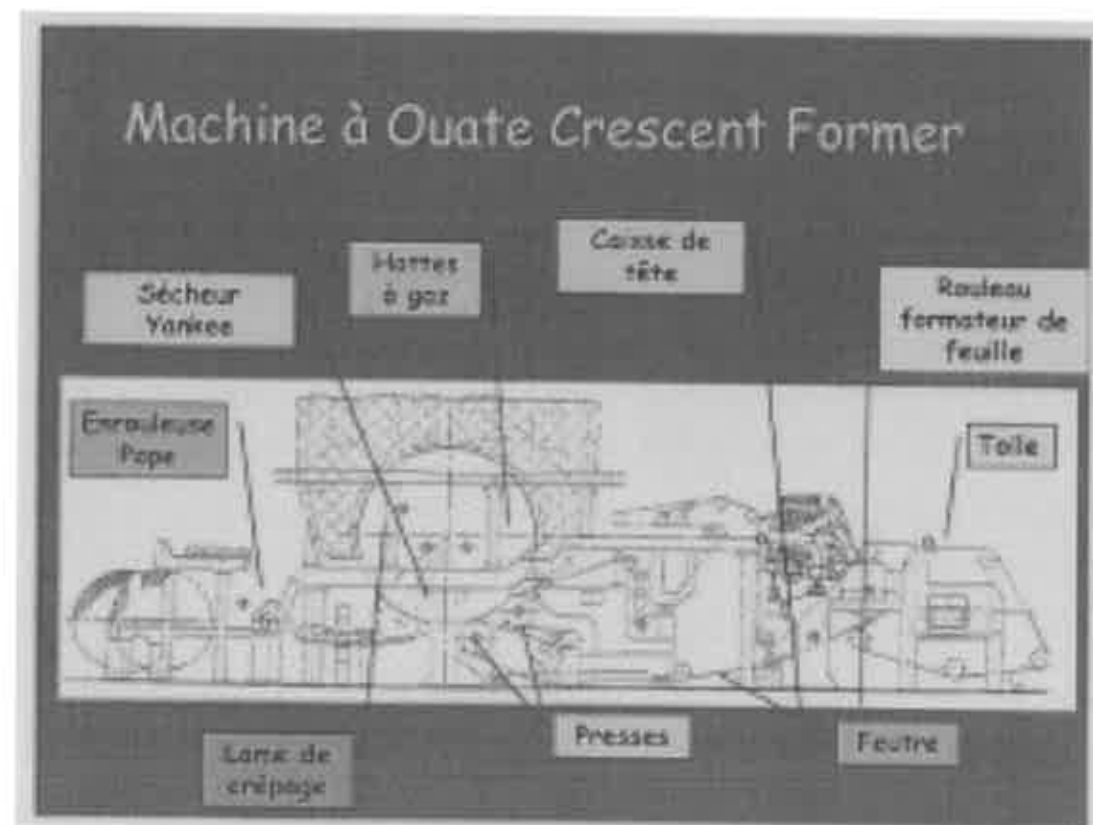 Machine à Ouate Crescent Former
Caisse de
tête
Hottes
à gaz
Sécheur
Yankee
Rouleau
formateur de
feuille
Enrouleuse
Pope
Toile
Presses
Feutre
Lame de
crêpage